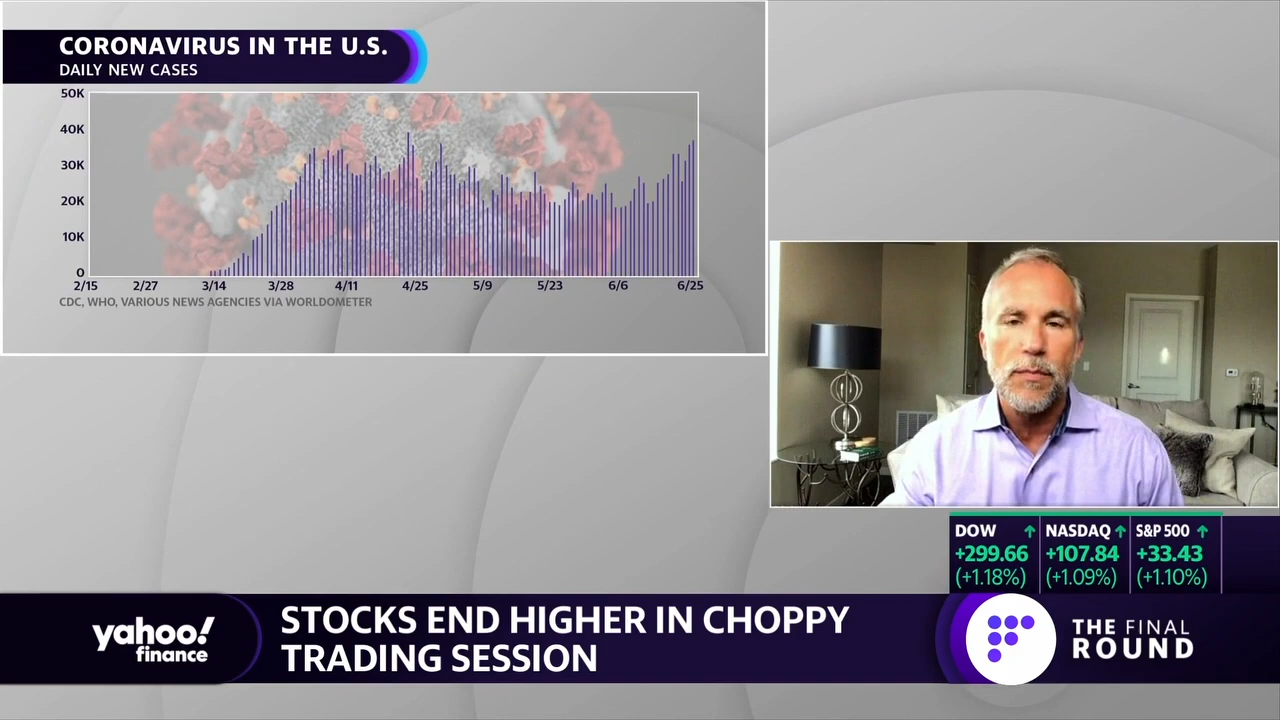 CORONAVIRUS IN THE U.S.
DAILY NEW CASES
50K
40K
30K
20K
10K
0
2/15 2/27 3/14 3/28 4/11 4/25 5/9 5/23 6/6 6/25
CDC, WHO, VARIOUS NEWS AGENCIES VIA WORLDOMETER
DOW NASDAQ S&P 500
+299.66 +107.84 +33.43
(+1.18%) (+1.09%) (+1.10%)
yahoo!
finance
STOCKS END HIGHER IN CHOPPY
TRADING SESSION
THE FINAL
ROUND